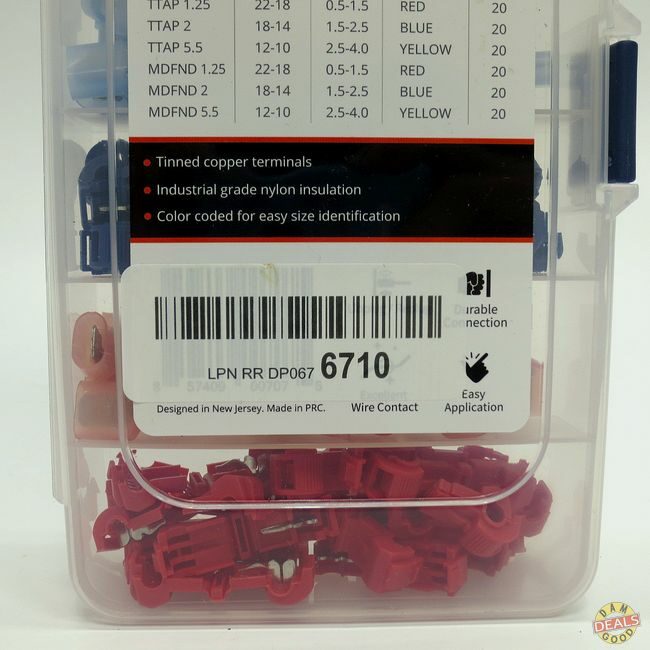 TTAP 1.25 22-18 0.5-1.5 RED 20
TTAP 2 18-14 1.5-2.5 BLUE 20
TTAP 5.5 12-10 2.5-4.0 YELLOW 20
MDFND 1.25 22-18 0.5-1.5 RED 20
MDFND 2 18-14 1.5-2.5 BLUE 20
MDFND 5.5 12-10 2.5-4.0 YELLOW 20
Tinned copper terminals
Industrial grade nylon insulation
Color coded for easy size identification
urable
nnection
LPN RR DP067 6710
Easy
Designed in New Jersey. Made in PRC. Wire Contact Application
DAM
DEALS
GOOD